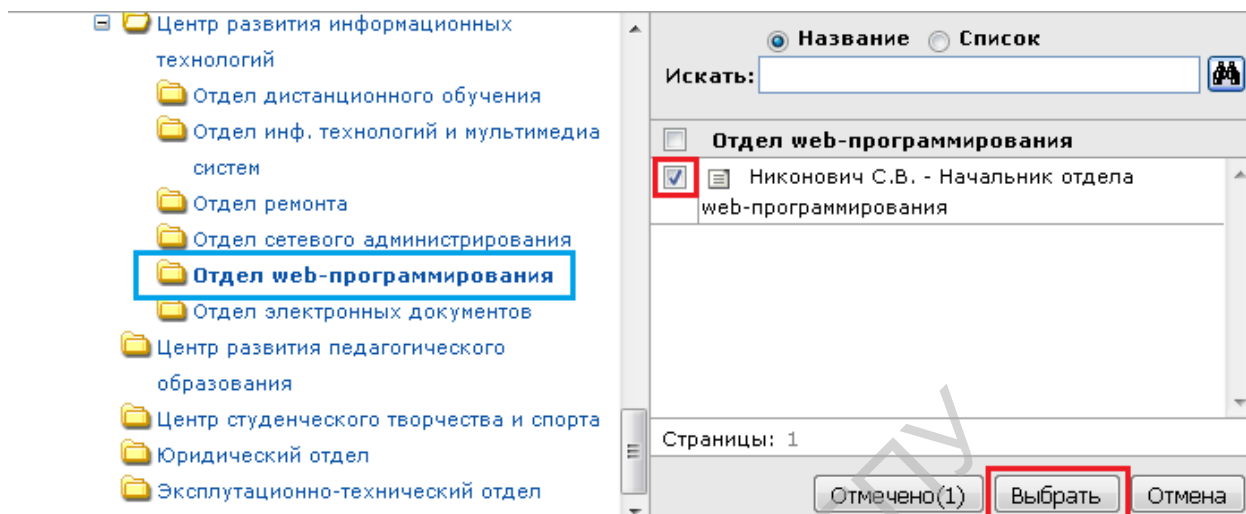 Центр развития информационных
технологий
Отдел дистанционного обучения
Отдел инф. технологий и мультимедиа
систем
Отдел ремонта
Отдел сетевого администрирования
Отдел web-программирования
Отдел электронных документов
Центр развития педагогического
образования
Центр студенческого творчества и спорта
Юридический отдел
Эксплутационно-технический отдел
Название Список
Искать:
Отдел web-программирования
Никонович С.В. - Начальник отдела
web-программирования
Страницы: 1
Отмечено(1) Выбрать Отмена